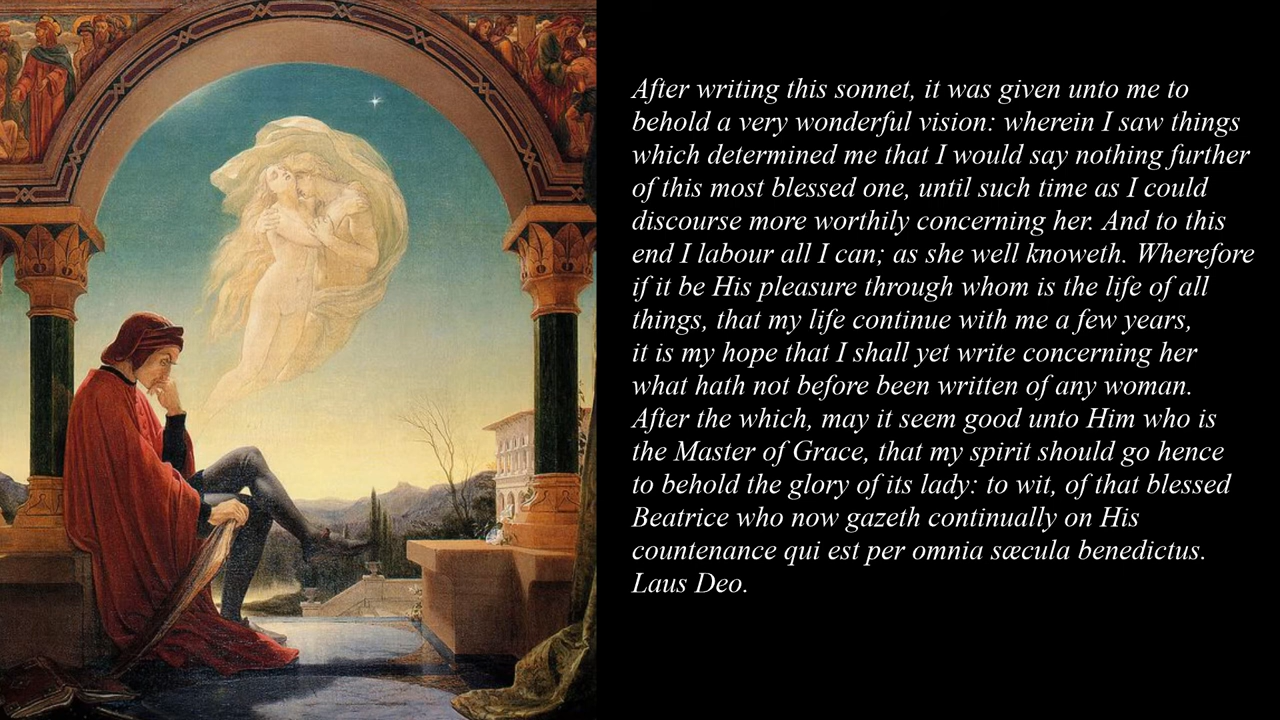 After writing this sonnet, it was given unto me to
behold a very wonderful vision: wherein I saw things
which determined me that I would say nothing further
of this most blessed one, until such time as I could
discourse more worthily concerning her. And to this
end I labour all I can; as she well knoweth. Wherefore
if it be His pleasure through whom is the life of all
things, that my life continue with me a few years,
it is my hope that I shall yet write concerning her
what hath not before been written of any woman.
After the which, may it seem good unto Him who is
the Master of Grace, that my spirit should go hence
to behold the glory of its lady: to wit, of that blessed
Beatrice who now gazeth continually on His
countenance qui est per omnia sæcula benedictus.
Laus Deo.